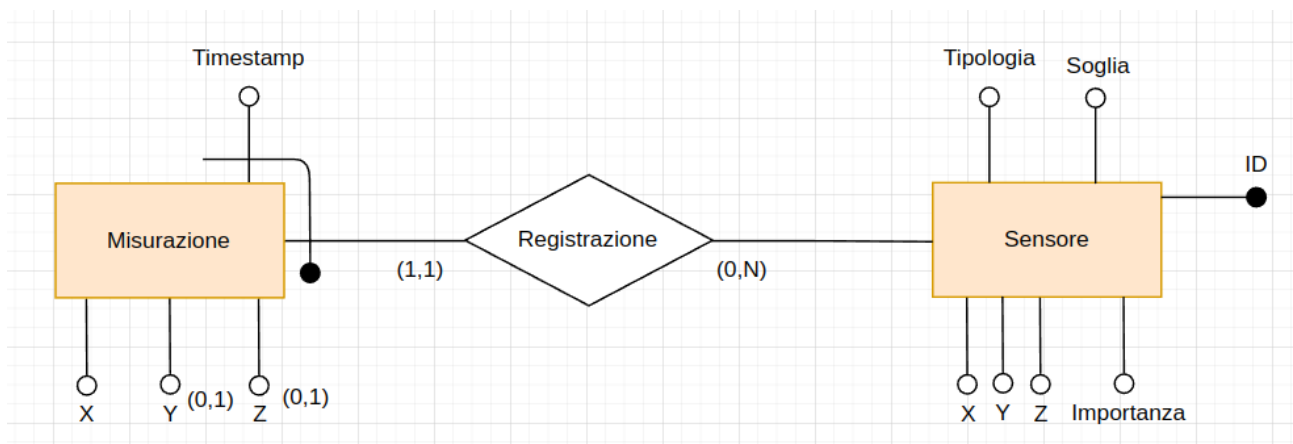 Timestamp
Tipologia
Soglia
ID
Misurazione
Registrazione
Sensore
(1,1)
(0,N)
X
Y
(0,1)
Z
(0,1)
X
Y
Z
Importanza